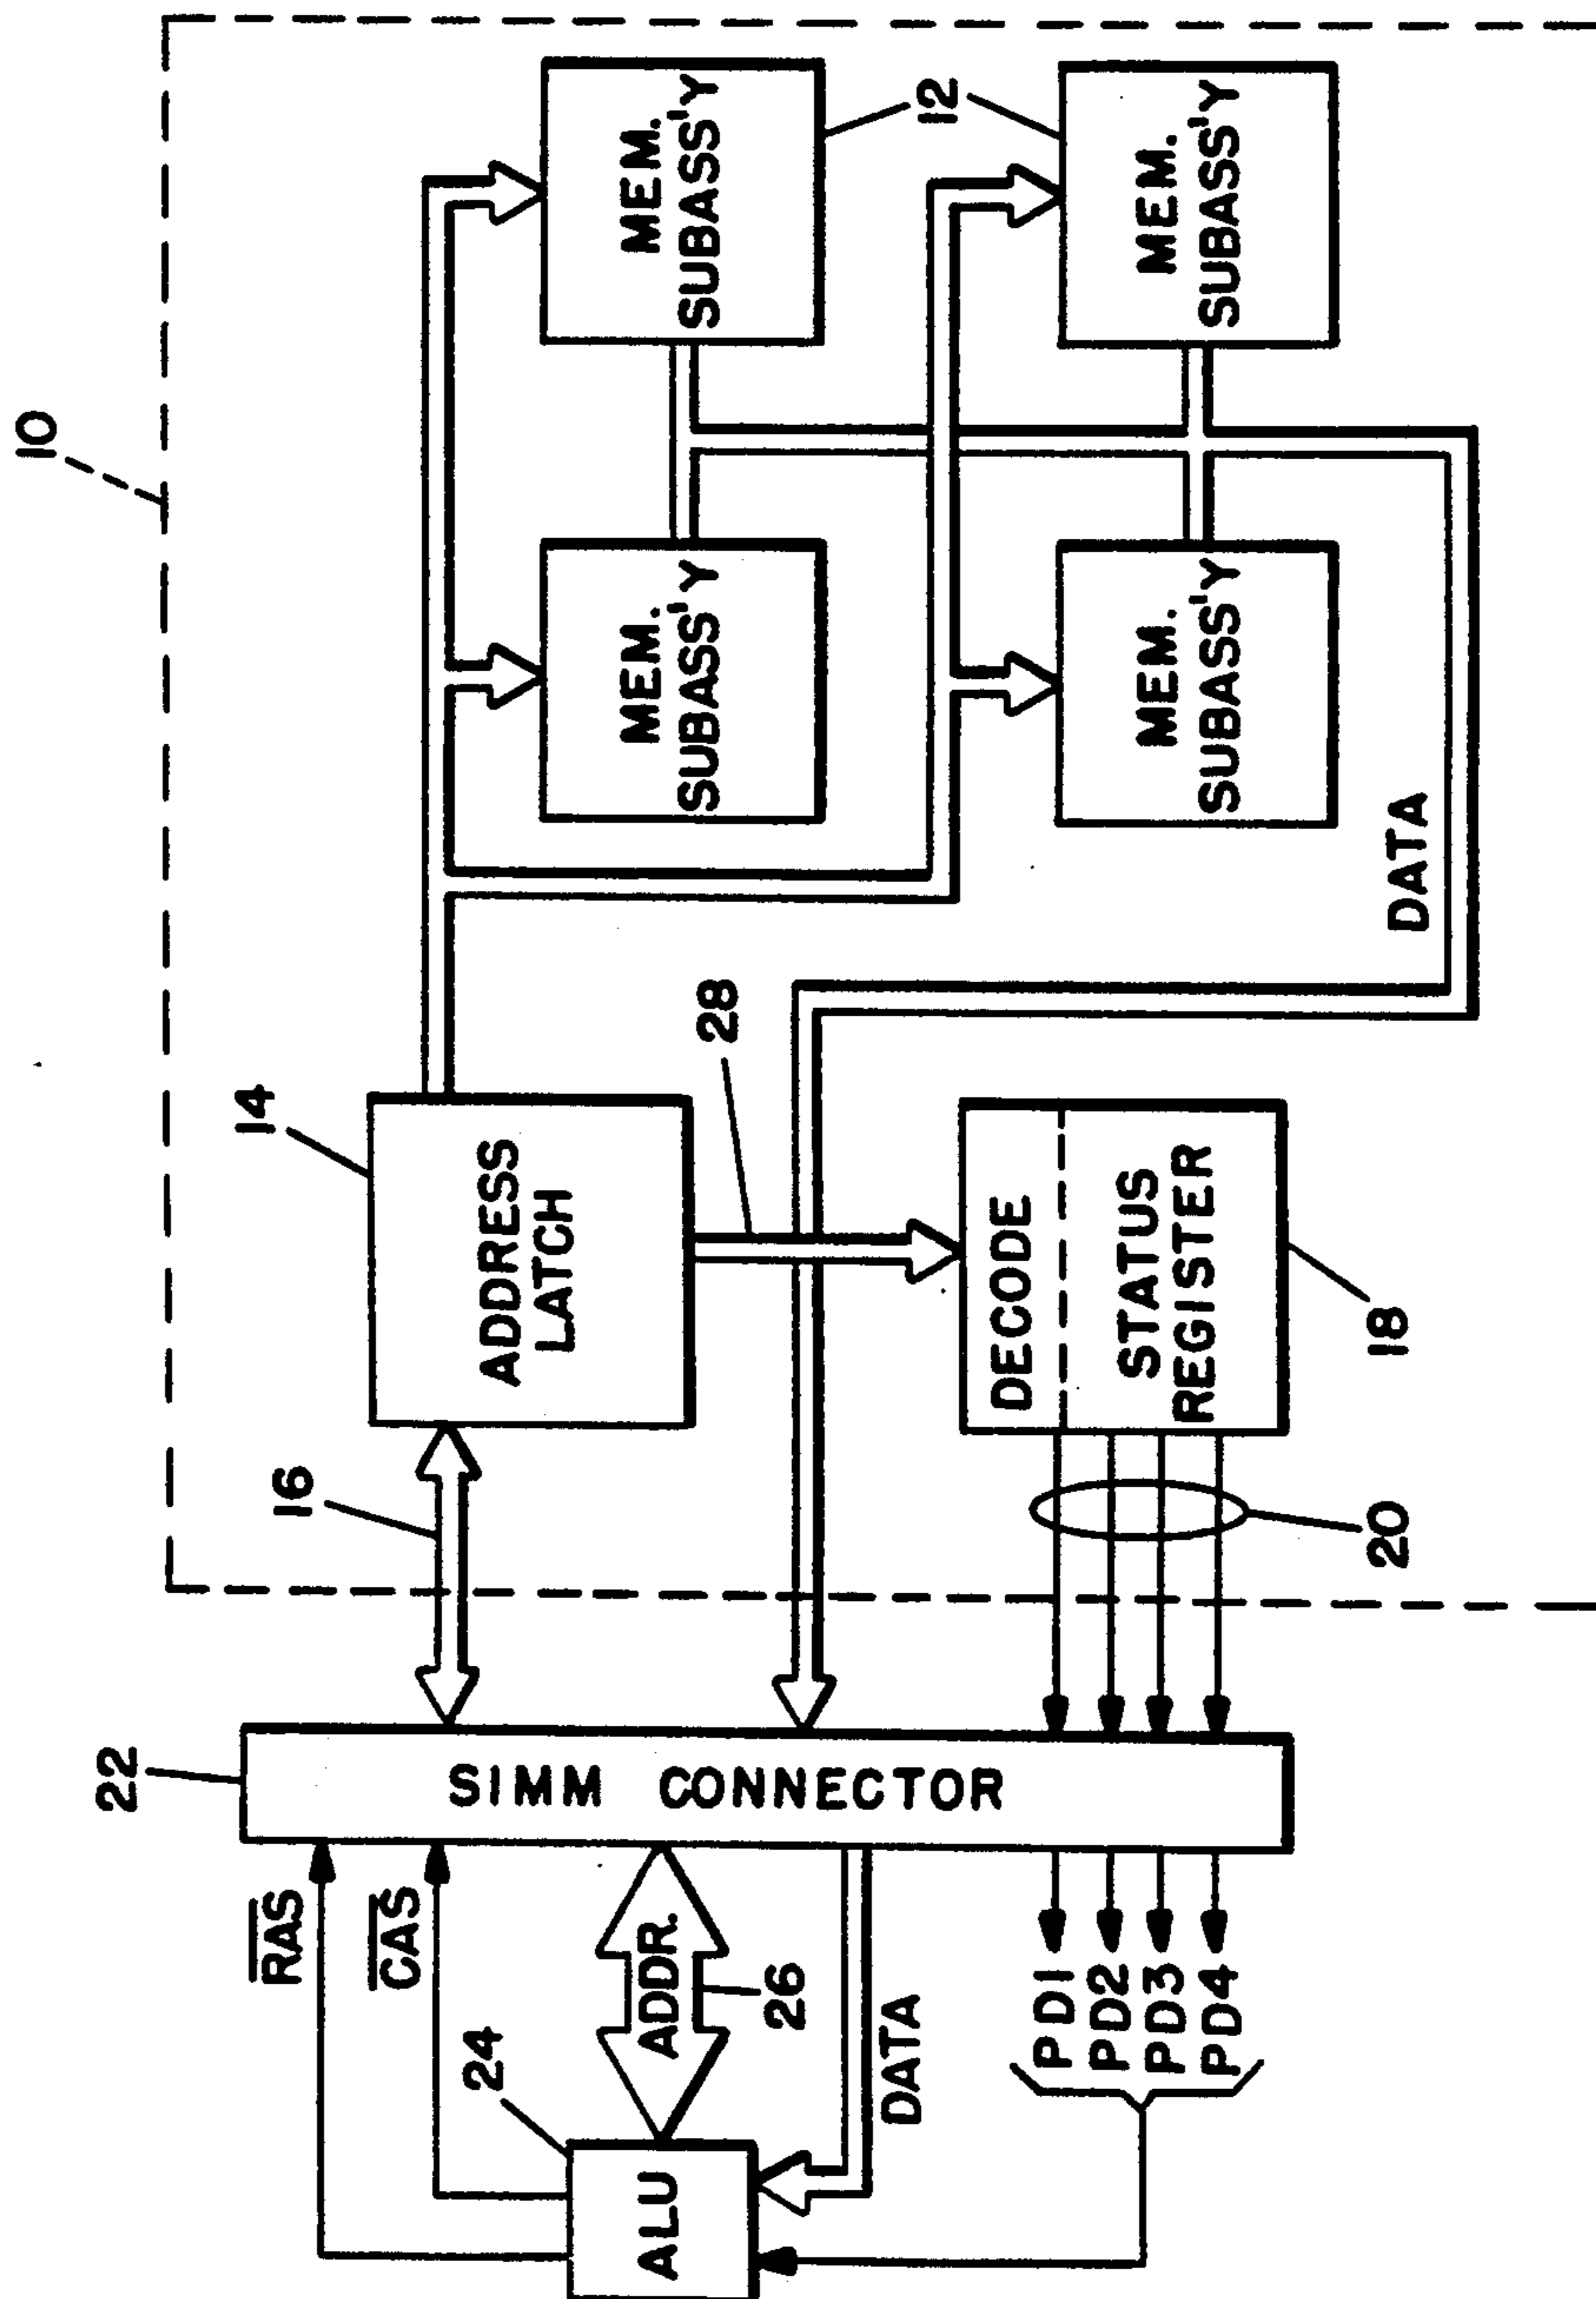 10
MEM.
SUBASS'Y
MEM.
SUBASS'Y
12
MEM.
SUBASS'Y
MEM.
SUBASS'Y
DATA
14
ADDRESS
LATCH
28
16
DECODE
STATUS
REGISTER
18
20
22
SIMM CONNECTOR
RAS
CAS
ADDR.
26
24
ALU
DATA
PD1
PD2
PD3
PD4